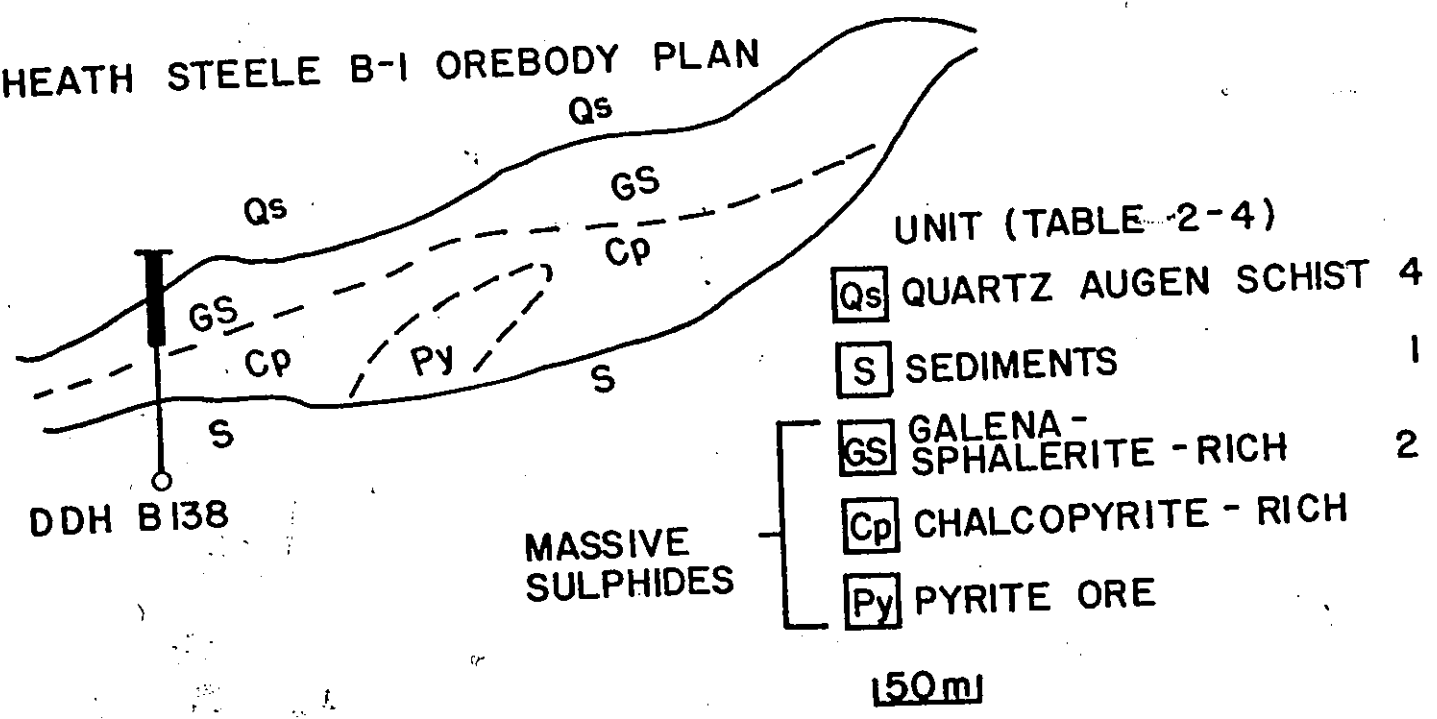 HEATH STEELE B-1 OREBODY PLAN
Qs
Qs
GS
Cp
GS
Cp
Py
S
S
DDH B138
UNIT (TABLE 2-4)
Qs QUARTZ AUGEN SCHIST 4
S SEDIMENTS 1
GS GALENA-
SPHALERITE-RICH 2
Cp CHALCOPYRITE-RICH
Py PYRITE ORE
MASSIVE
SULPHIDES
50m